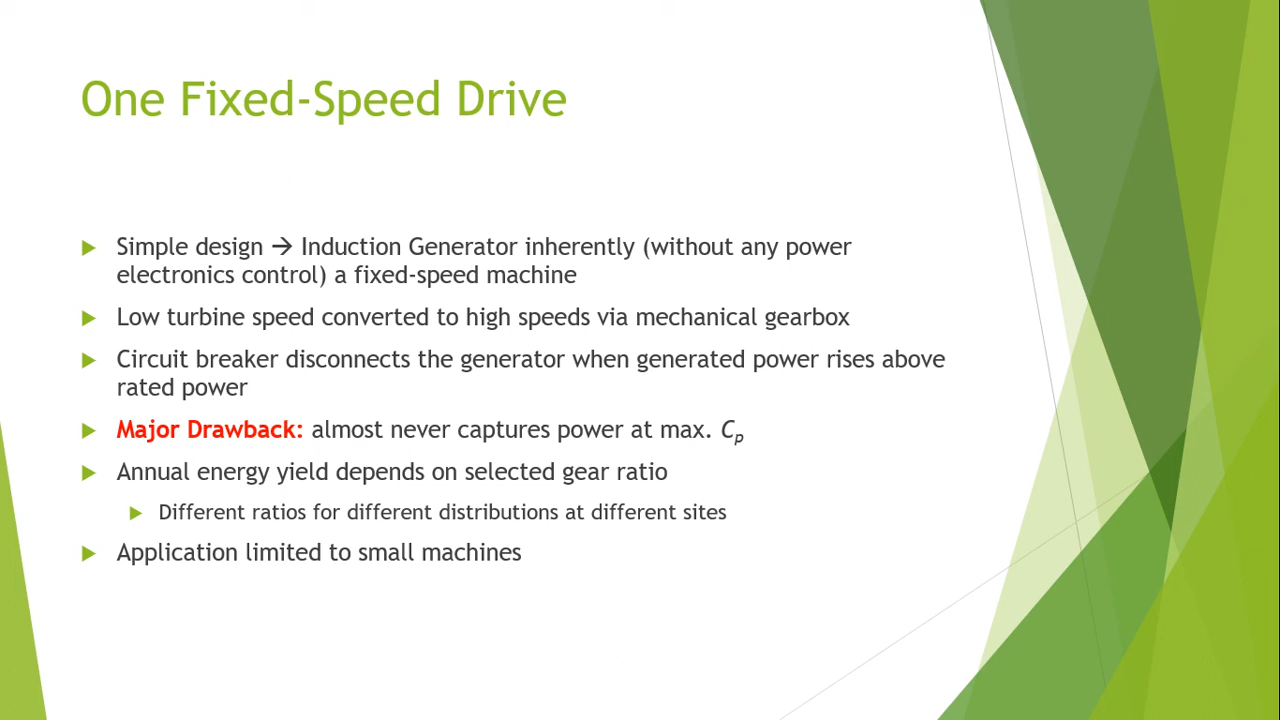 One Fixed-Speed Drive
Simple design → Induction Generator inherently (without any power
electronics control) a fixed-speed machine
Low turbine speed converted to high speeds via mechanical gearbox
Circuit breaker disconnects the generator when generated power rises above
rated power
Major Drawback: almost never captures power at max. Cp
Annual energy yield depends on selected gear ratio
Different ratios for different distributions at different sites
Application limited to small machines